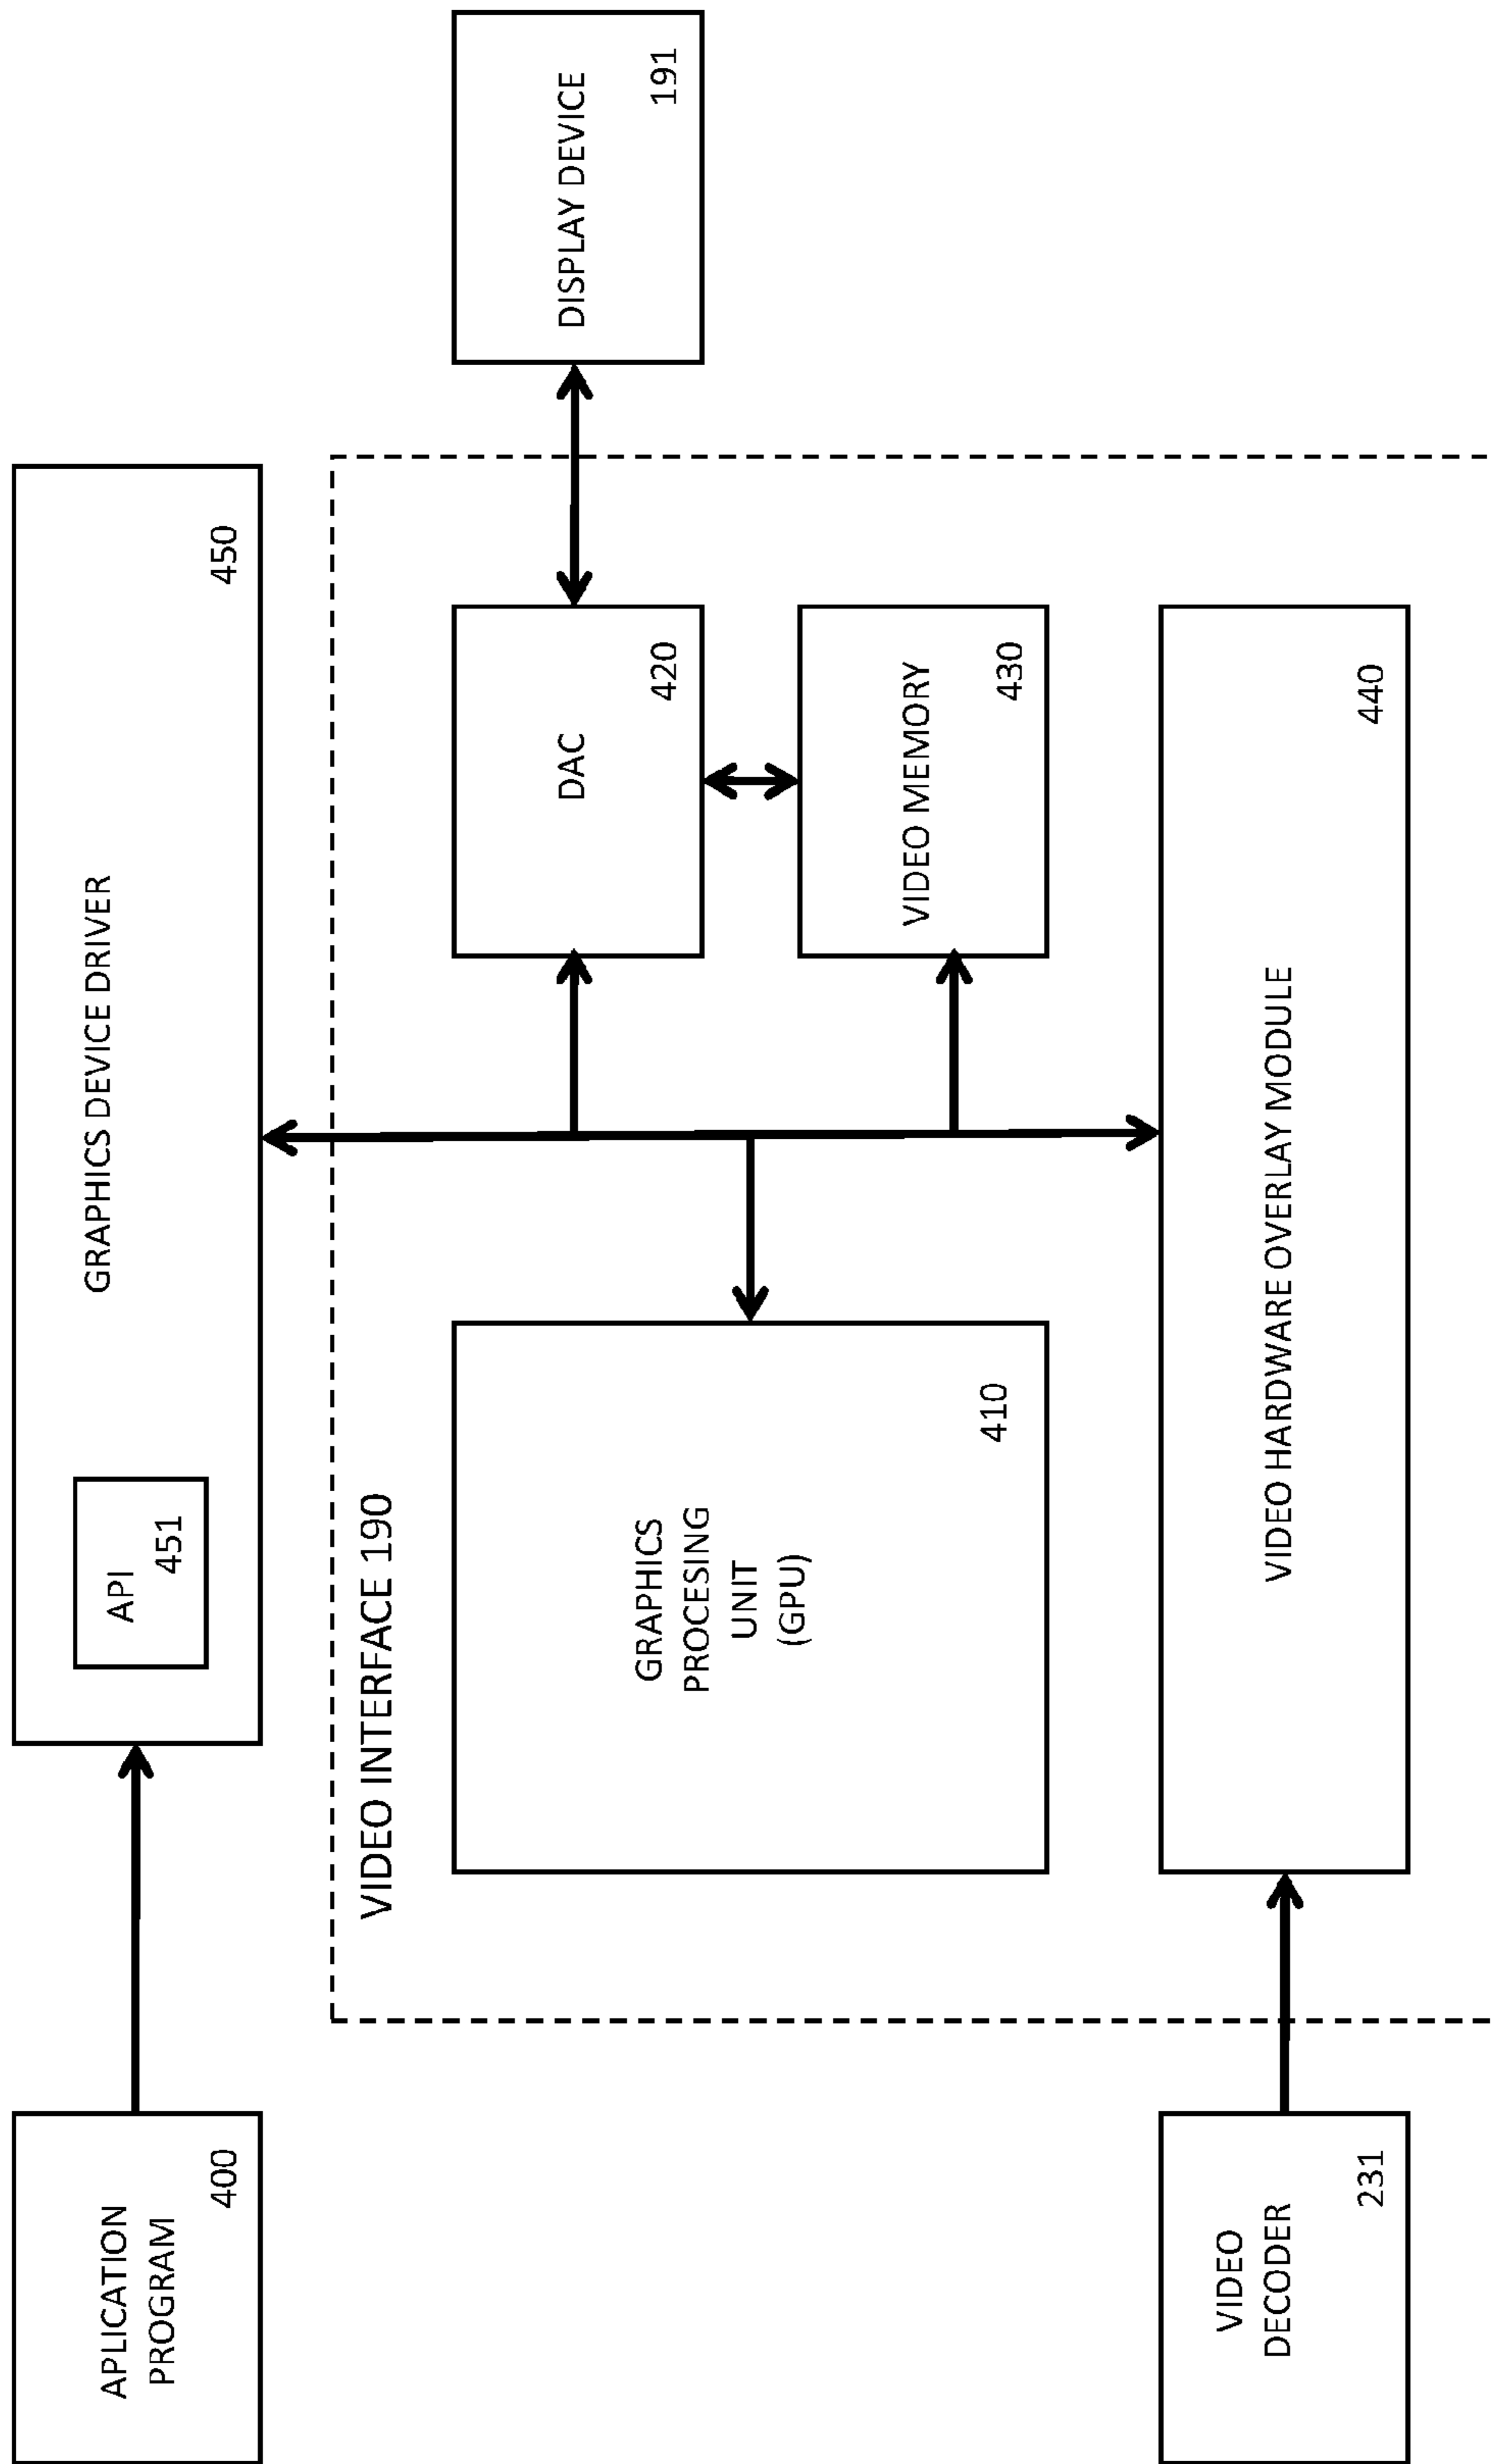 APLICATION
PROGRAM
400
API
451
GRAPHICS DEVICE DRIVER
450
VIDEO INTERFACE 190
GRAPHICS
PROCESING
UNIT
(GPU)
410
DAC
420
VIDEO MEMORY
430
DISPLAY DEVICE
191
VIDEO
DECODER
231
VIDEO HARDWARE OVERLAY MODULE
440